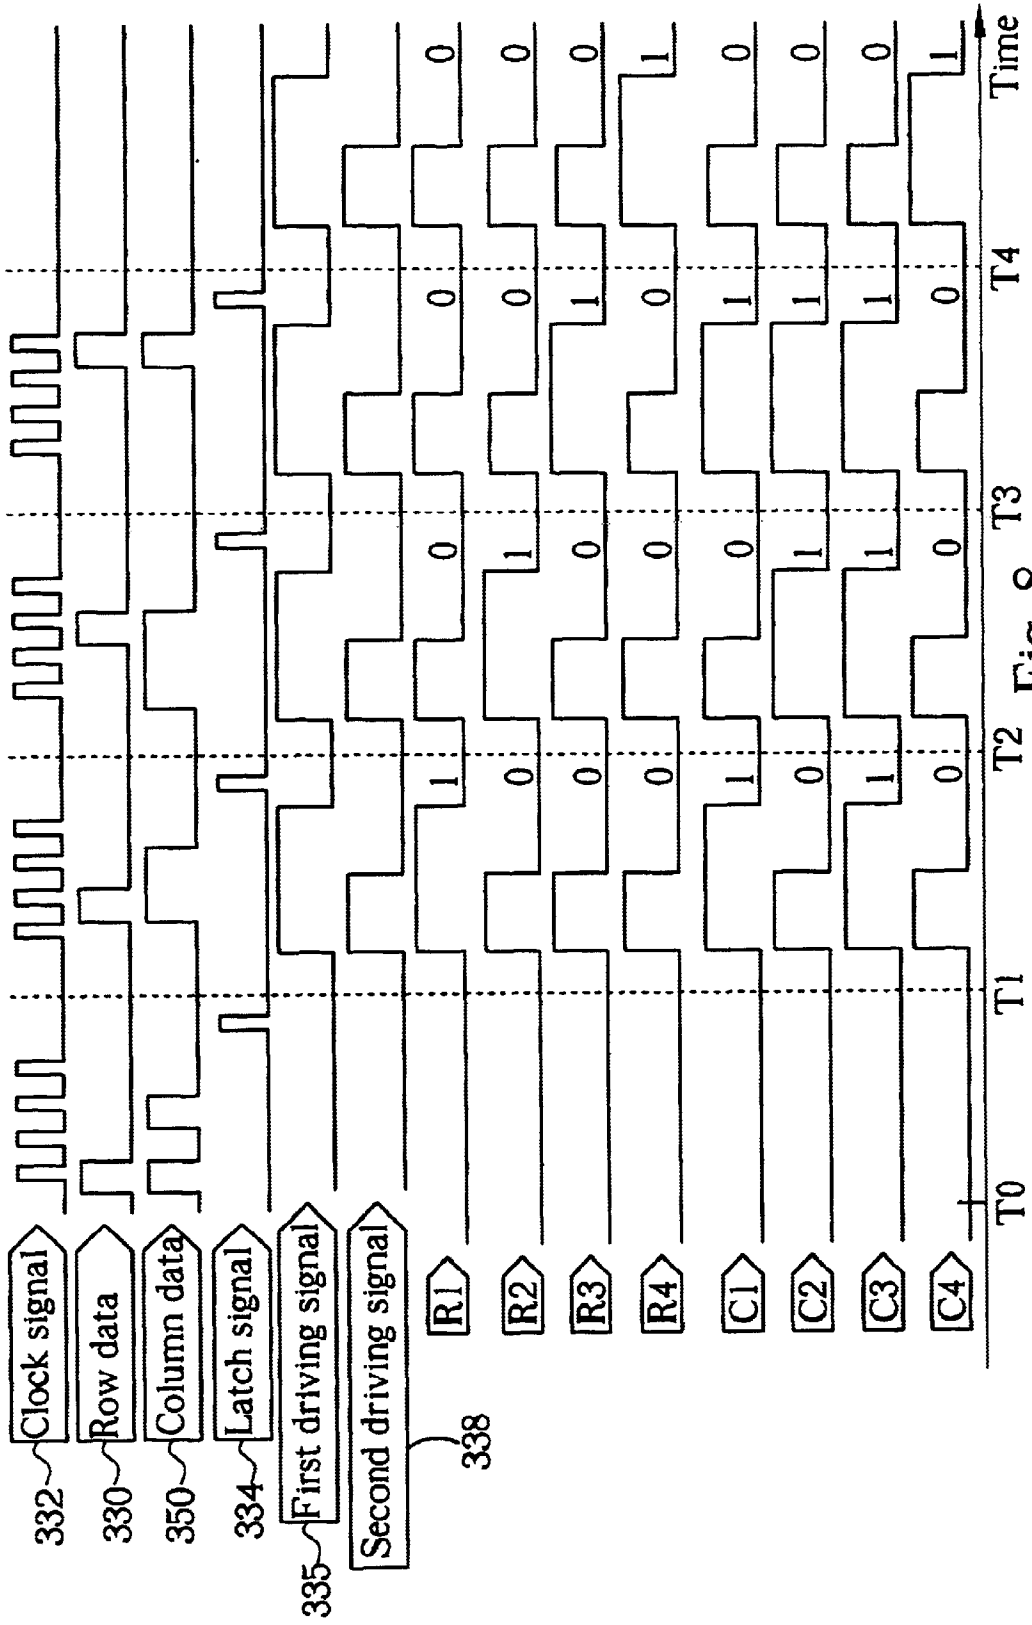 332 Clock signal
330 Row data
350 Column data
334 Latch signal
335 First driving signal
338 Second driving signal
R1 1 0 0 0
R2 0 1 0 0
R3 0 0 1 0
R4 0 0 0 1
C1 1 0 1 0
C2 0 1 1 0
C3 1 1 1 0
C4 0 0 0 1
T0 T1 T2 T3 T4 Time
Fig. 8